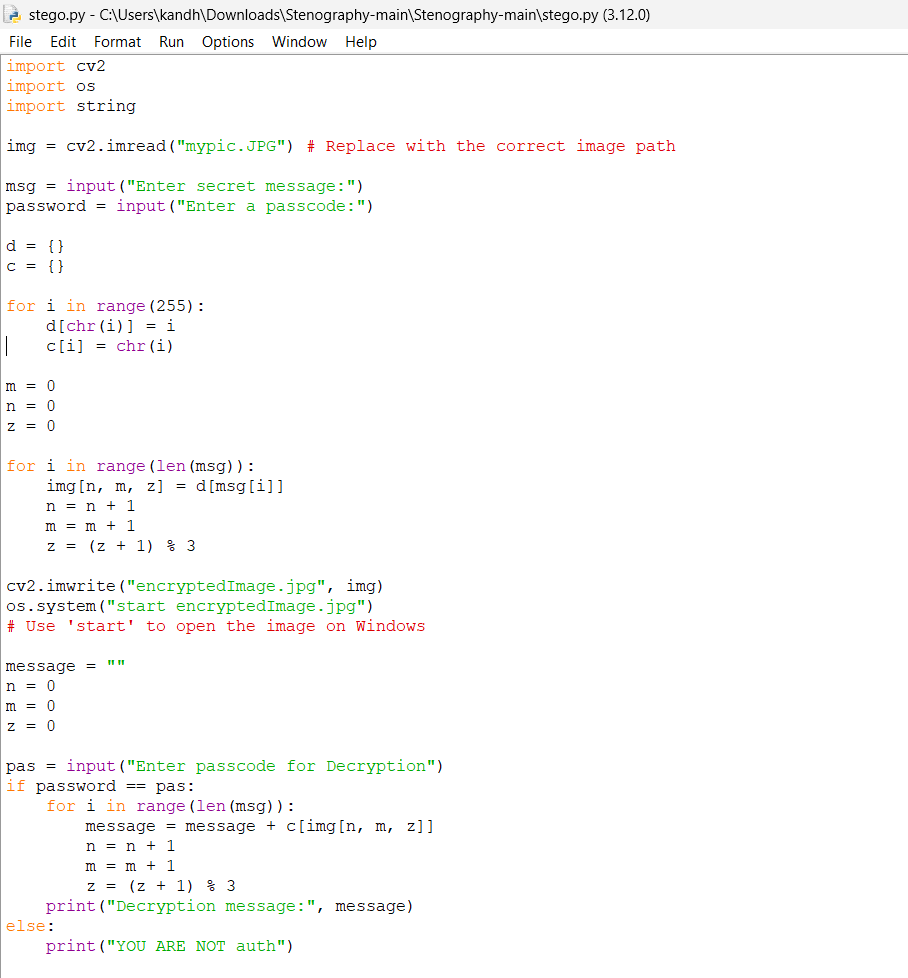 stego.py - C:\Users\kandh\Downloads\Stenography-main\Stenography-main\stego.py (3.12.0)
File Edit Format Run Options Window Help
import cv2
import os
import string
img = cv2.imread("mypic.JPG") # Replace with the correct image path
msg = input("Enter secret message:")
password = input("Enter a passcode:")
d = {}
c = {}
for i in range(255):
    d[chr(i)] = i
    c[i] = chr(i)
m = 0
n = 0
z = 0
for i in range(len(msg)):
    img[n, m, z] = d[msg[i]]
    n = n + 1
    m = m + 1
    z = (z + 1) % 3
cv2.imwrite("encryptedImage.jpg", img)
os.system("start encryptedImage.jpg")
# Use 'start' to open the image on Windows
message = ""
n = 0
m = 0
z = 0
pas = input("Enter passcode for Decryption")
if password == pas:
    for i in range(len(msg)):
        message = message + c[img[n, m, z]]
        n = n + 1
        m = m + 1
        z = (z + 1) % 3
    print("Decryption message:", message)
else:
    print("YOU ARE NOT auth")